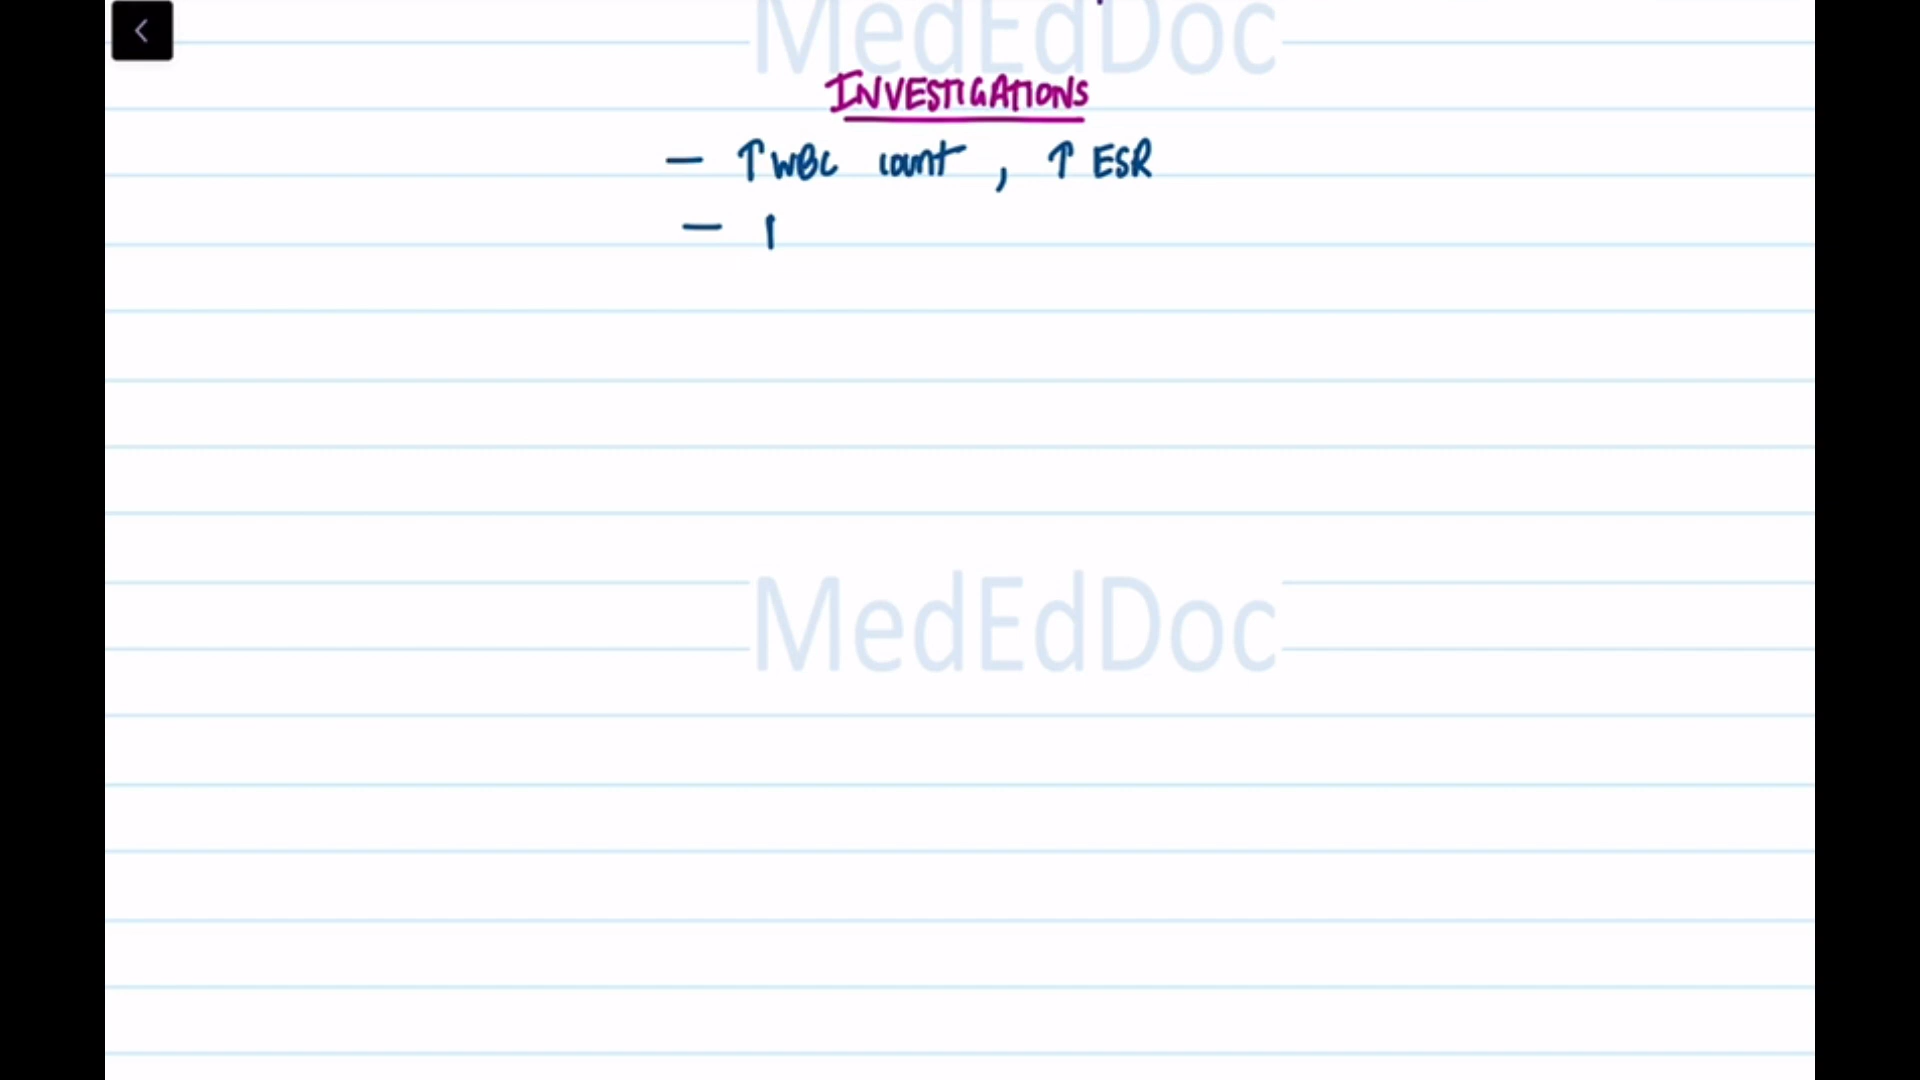 MedEdDoc
INVESTIGATIONS
— ↑ WBC count , ↑ ESR
—
MedEdDoc